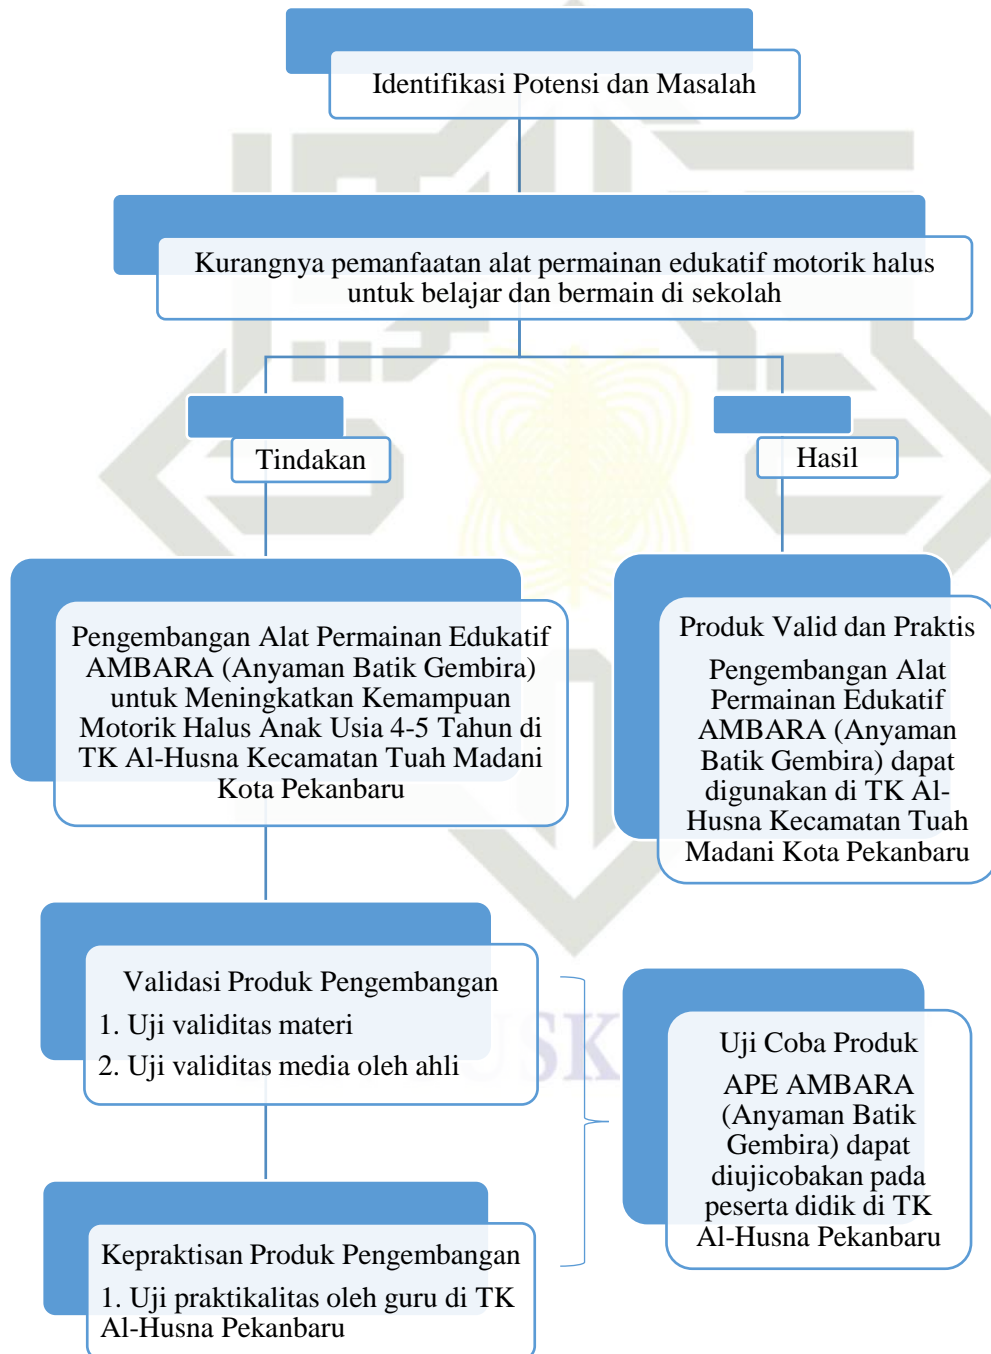 Identifikasi Potensi dan Masalah
Kurangnya pemanfaatan alat permainan edukatif motorik halus
untuk belajar dan bermain di sekolah
Tindakan
Hasil
Pengembangan Alat Permainan Edukatif
AMBARA (Anyaman Batik Gembira)
untuk Meningkatkan Kemampuan
Motorik Halus Anak Usia 4-5 Tahun di
TK Al-Husna Kecamatan Tuah Madani
Kota Pekanbaru
Produk Valid dan Praktis
Pengembangan Alat
Permainan Edukatif
AMBARA (Anyaman
Batik Gembira) dapat
digunakan di TK Al-
Husna Kecamatan Tuah
Madani Kota Pekanbaru
Validasi Produk Pengembangan
1. Uji validitas materi
2. Uji validitas media oleh ahli
Uji Coba Produk
APE AMBARA
(Anyaman Batik
Gembira) dapat
diujicobakan pada
peserta didik di TK
Al-Husna Pekanbaru
Kepraktisan Produk Pengembangan
1. Uji praktikalitas oleh guru di TK
Al-Husna Pekanbaru